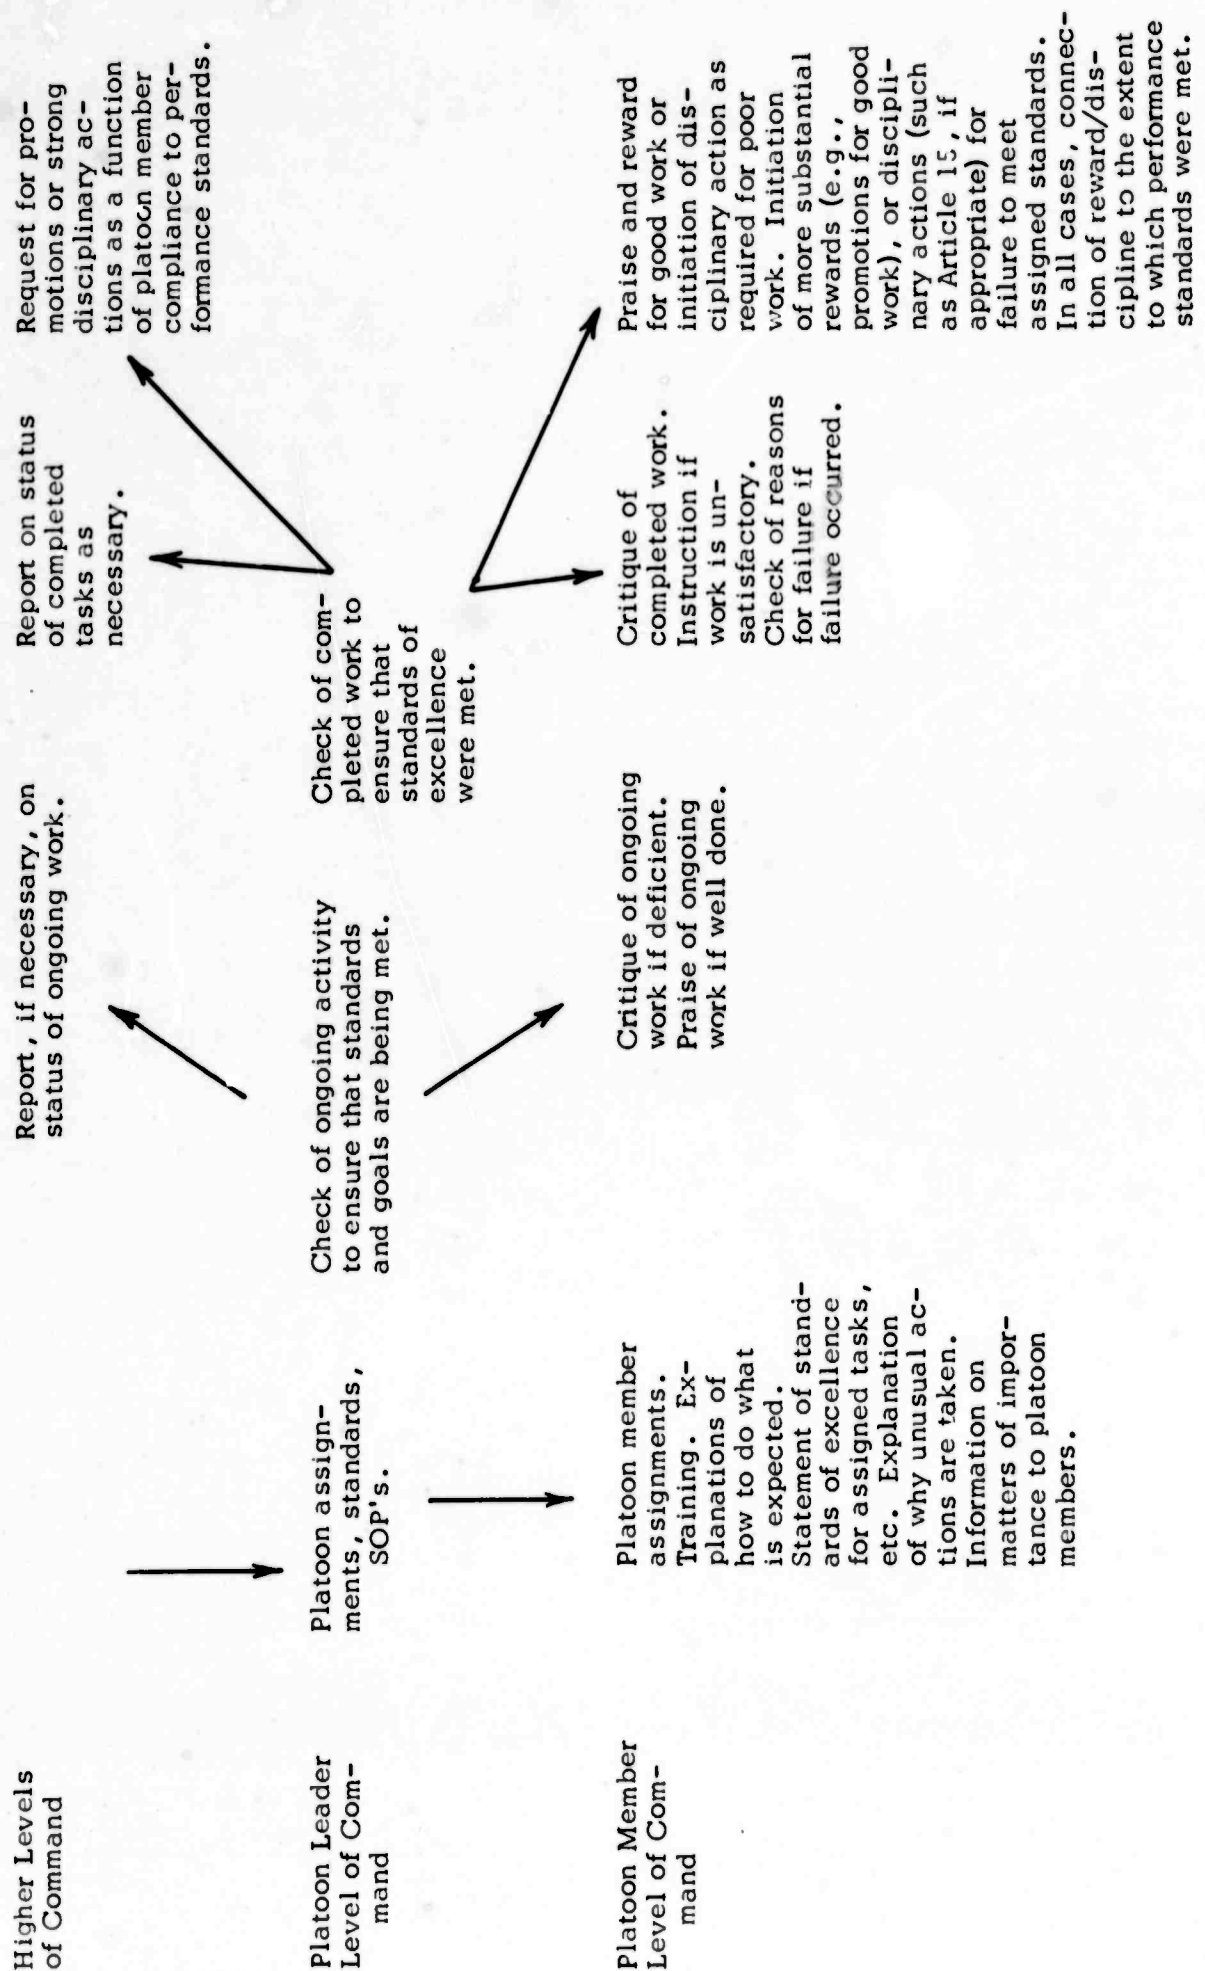 Higher Levels
of Command
Report, if necessary, on
status of ongoing work.
Report on status
of completed
tasks as
necessary.
Request for pro-
motions or strong
disciplinary ac-
tions as a function
of platoon member
compliance to per-
formance standards.
Platoon Leader
Level of Com-
mand
Platoon assign-
ments, standards,
SOP's.
Check of ongoing activity
to ensure that standards
and goals are being met.
Check of com-
pleted work to
ensure that
standards of
excellence
were met.
Platoon Member
Level of Com-
mand
Platoon member
assignments.
Training. Ex-
planations of
how to do what
is expected.
Statement of stand-
ards of excellence
for assigned tasks,
etc. Explanation
of why unusual ac-
tions are taken.
Information on
matters of impor-
tance to platoon
members.
Critique of ongoing
work if deficient.
Praise of ongoing
work if well done.
Critique of
completed work.
Instruction if
work is un-
satisfactory.
Check of reasons
for failure if
failure occurred.
Praise and reward
for good work or
initiation of dis-
ciplinary action as
required for poor
work. Initiation
of more substantial
rewards (e.g.,
promotions for good
work), or discipli-
nary actions (such
as Article 15, if
appropriate) for
failure to meet
assigned standards.
In all cases, connec-
tion of reward/dis-
cipline to the extent
to which performance
standards were met.